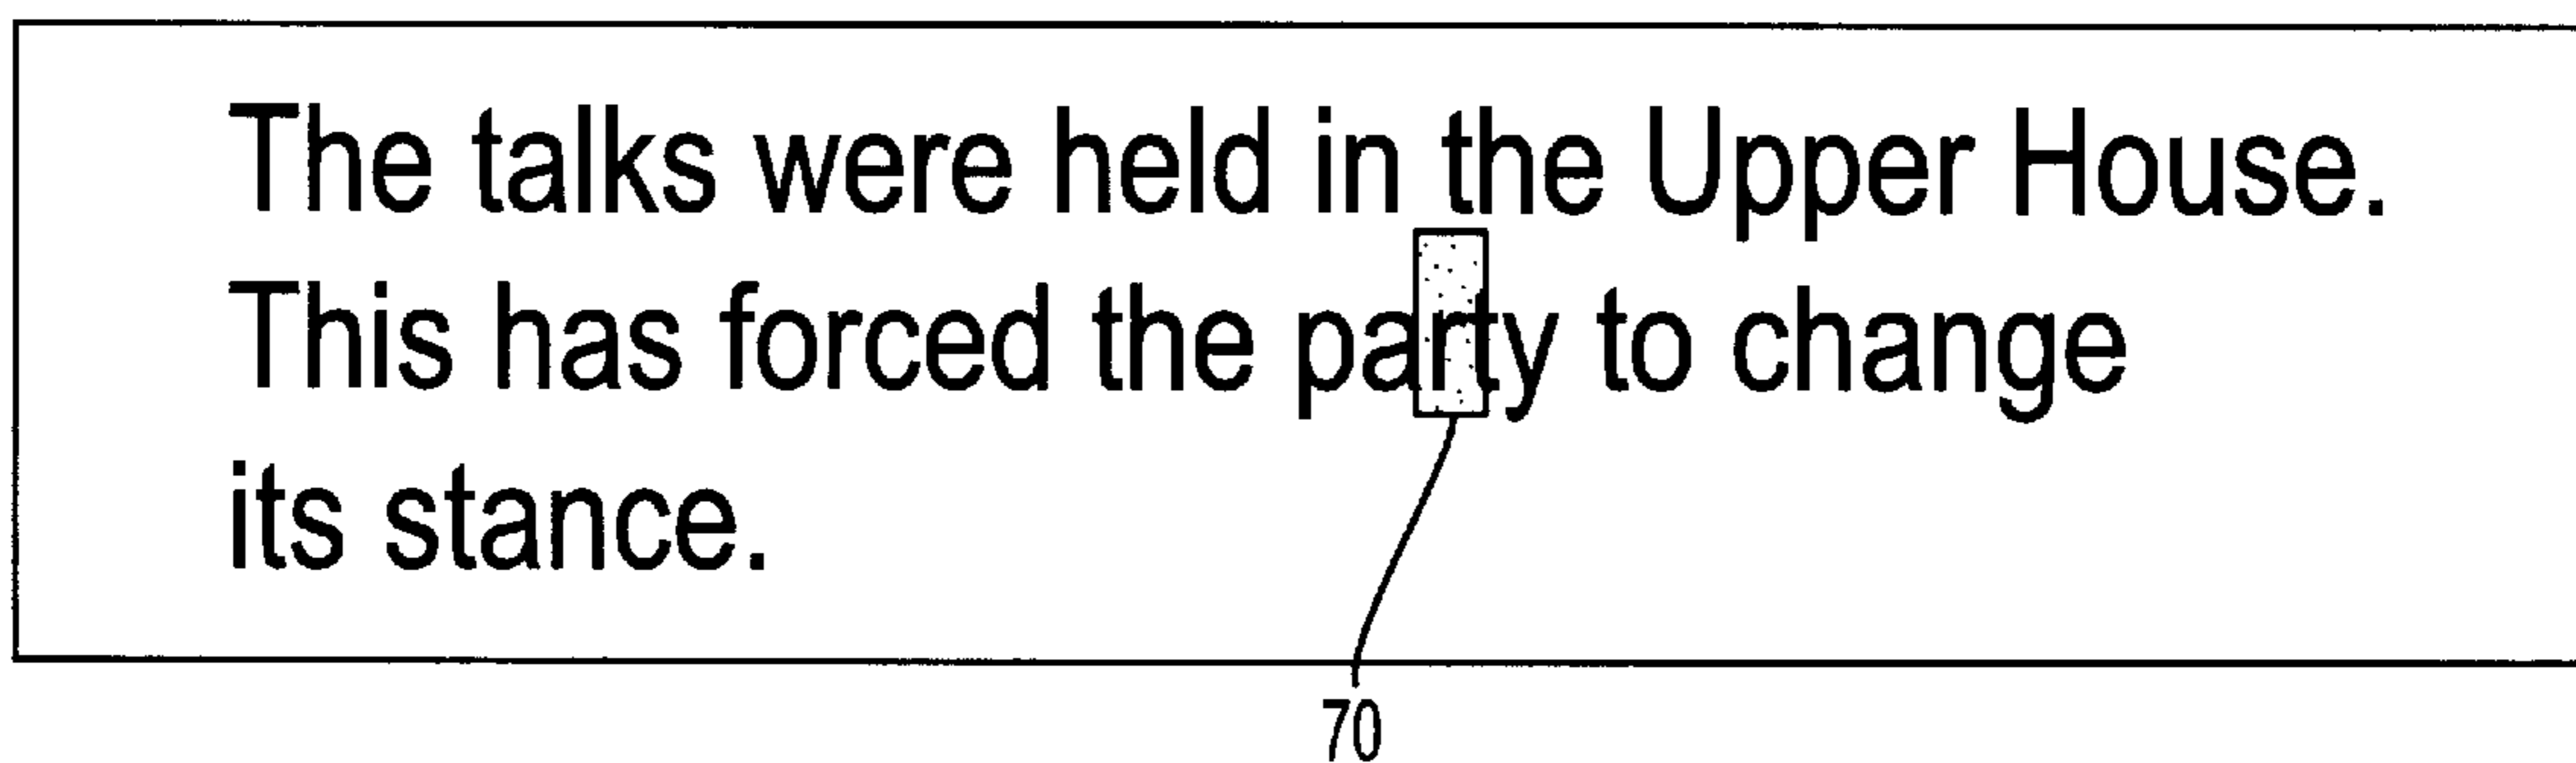 The talks were held in the Upper House.
This has forced the party to change
its stance.
70